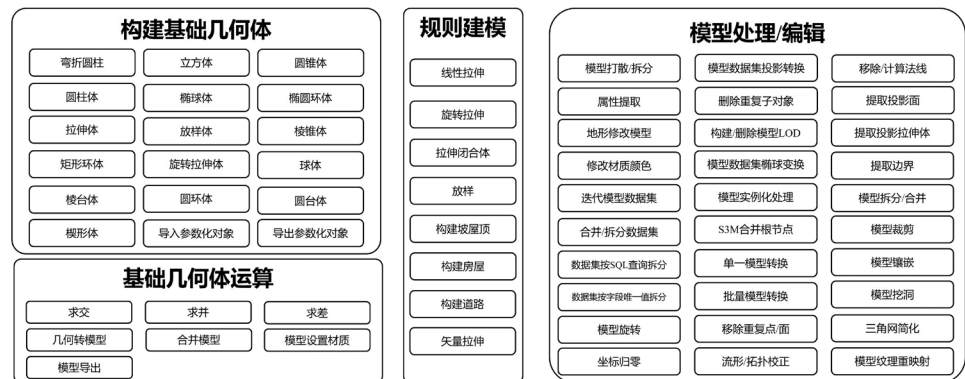 构建基础几何体
弯折圆柱 立方体 圆锥体
圆柱体 椭球体 椭圆环体
拉伸体 放样体 棱锥体
矩形环体 旋转拉伸体 球体
棱台体 圆环体 圆台体
楔形体 导入参数化对象 导出参数化对象
基础几何体运算
求交 求并 求差
几何转模型 合并模型 模型设置材质
模型导出
规则建模
线性拉伸
旋转拉伸
拉伸闭合体
放样
构建坡屋顶
构建房屋
构建道路
矢量拉伸
模型处理/编辑
模型打散/拆分 模型数据集投影转换 移除/计算法线
属性提取 删除重复子对象 提取投影面
地形修改模型 构建/删除模型LOD 提取投影拉伸体
修改材质颜色 模型数据集椭球变换 提取边界
迭代模型数据集 模型实例化处理 模型拆分/合并
合并/拆分数据集 S3M合并根节点 模型裁剪
数据集按SQL查询拆分 单一模型转换 模型镶嵌
数据集按字段唯一值拆分 批量模型转换 模型挖洞
模型旋转 移除重复点/面 三角网简化
坐标归零 流形/拓扑校正 模型纹理重映射